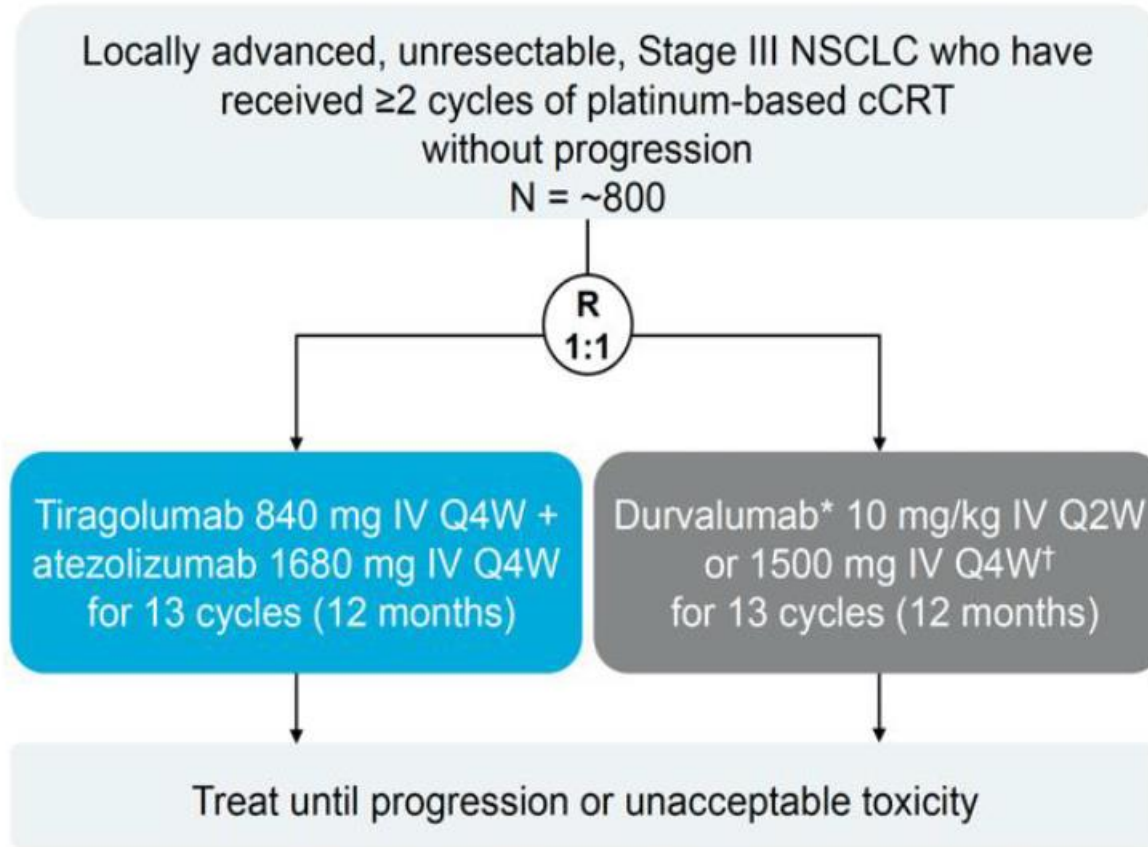 Locally advanced, unresectable, Stage III NSCLC who have
received ≥2 cycles of platinum-based cCRT
without progression
N = ~800
R
1:1
Tiragolumab 840 mg IV Q4W +
atezolizumab 1680 mg IV Q4W
for 13 cycles (12 months)
Durvalumab* 10 mg/kg IV Q2W
or 1500 mg IV Q4W†
for 13 cycles (12 months)
Treat until progression or unacceptable toxicity